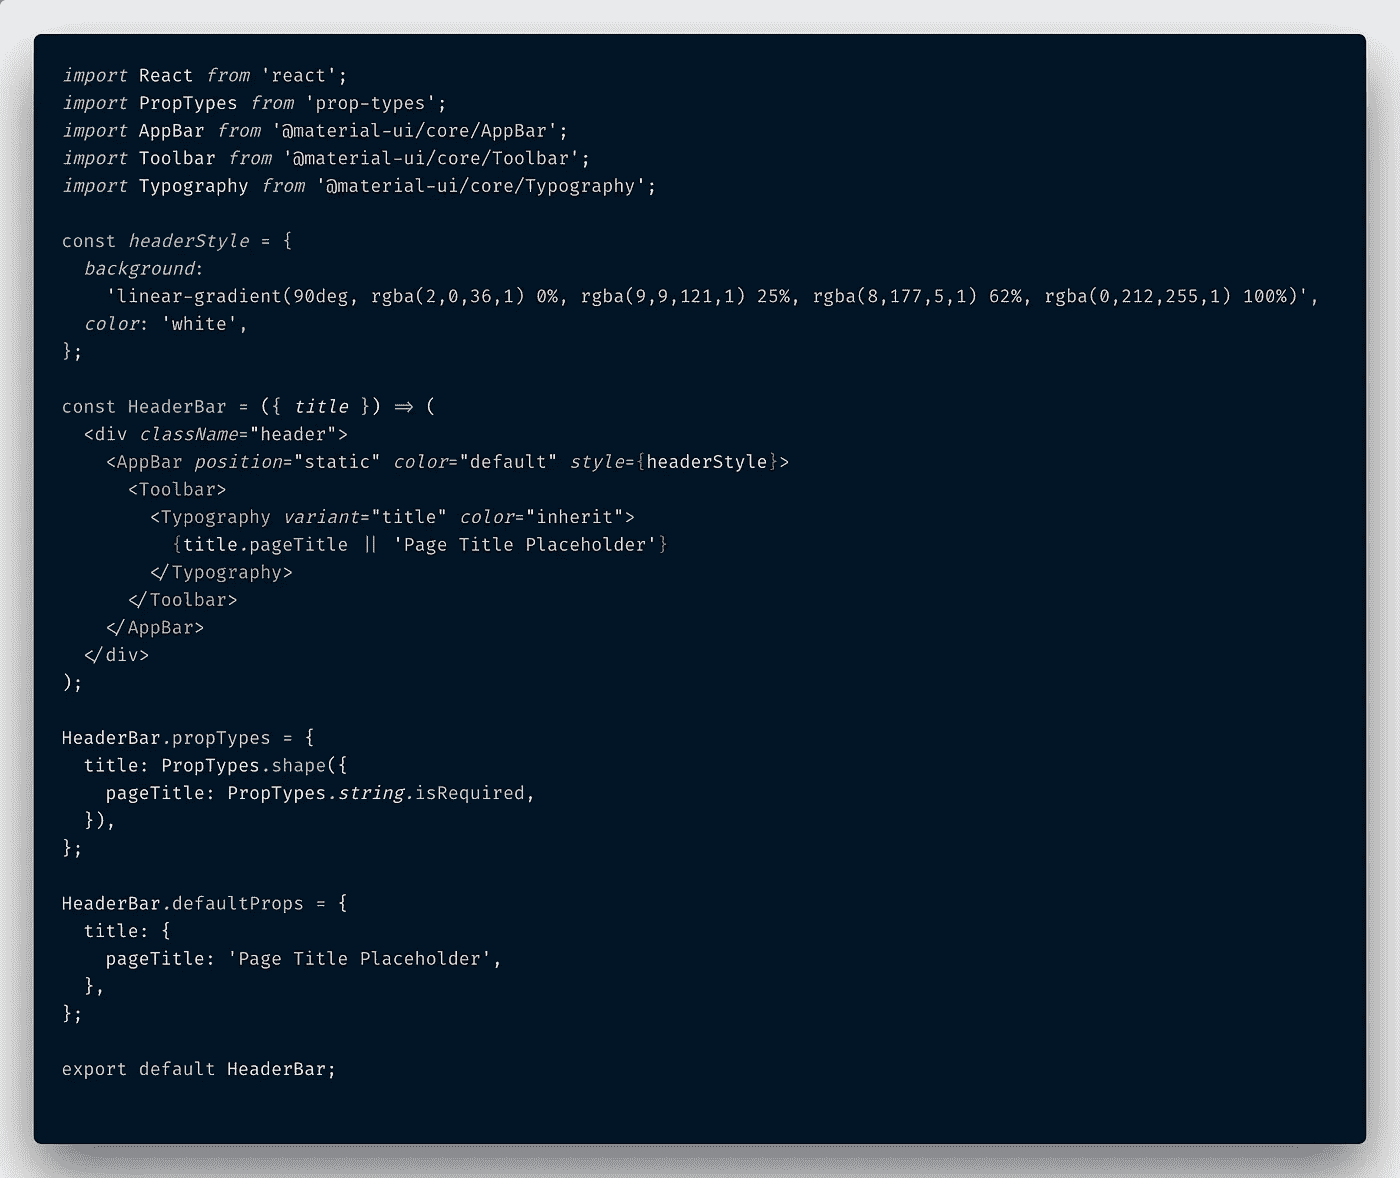 import React from 'react';
import PropTypes from 'prop-types';
import AppBar from '@material-ui/core/AppBar';
import Toolbar from '@material-ui/core/Toolbar';
import Typography from '@material-ui/core/Typography';

const headerStyle = {
  background:
    'linear-gradient(90deg, rgba(2,0,36,1) 0%, rgba(9,9,121,1) 25%, rgba(8,177,5,1) 62%, rgba(0,212,255,1) 100%)',
  color: 'white',
};

const HeaderBar = ({ title }) => (
  <div className="header">
    <AppBar position="static" color="default" style={headerStyle}>
      <Toolbar>
        <Typography variant="title" color="inherit">
          {title.pageTitle || 'Page Title Placeholder'}
        </Typography>
      </Toolbar>
    </AppBar>
  </div>
);

HeaderBar.propTypes = {
  title: PropTypes.shape({
    pageTitle: PropTypes.string.isRequired,
  }),
};

HeaderBar.defaultProps = {
  title: {
    pageTitle: 'Page Title Placeholder',
  },
};

export default HeaderBar;